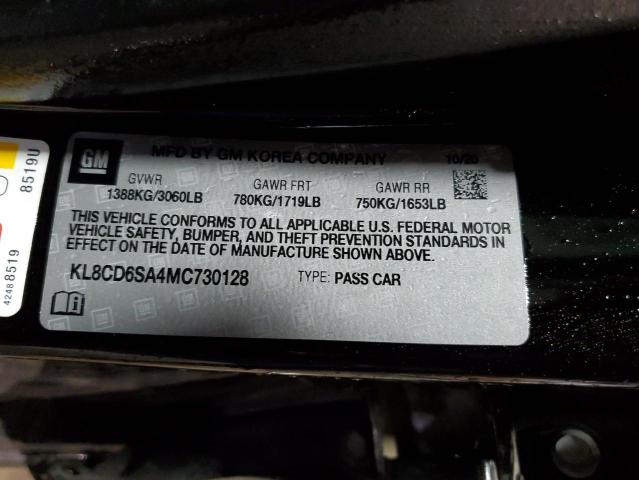 GM
MFD BY GM KOREA COMPANY 10/20
GVWR GAWR FRT GAWR RR
1388KG/3060LB 780KG/1719LB 750KG/1653LB
THIS VEHICLE CONFORMS TO ALL APPLICABLE U.S. FEDERAL MOTOR
VEHICLE SAFETY, BUMPER, AND THEFT PREVENTION STANDARDS IN
EFFECT ON THE DATE OF MANUFACTURE SHOWN ABOVE.
KL8CD6SA4MC730128 TYPE: PASS CAR
8519U
42488519